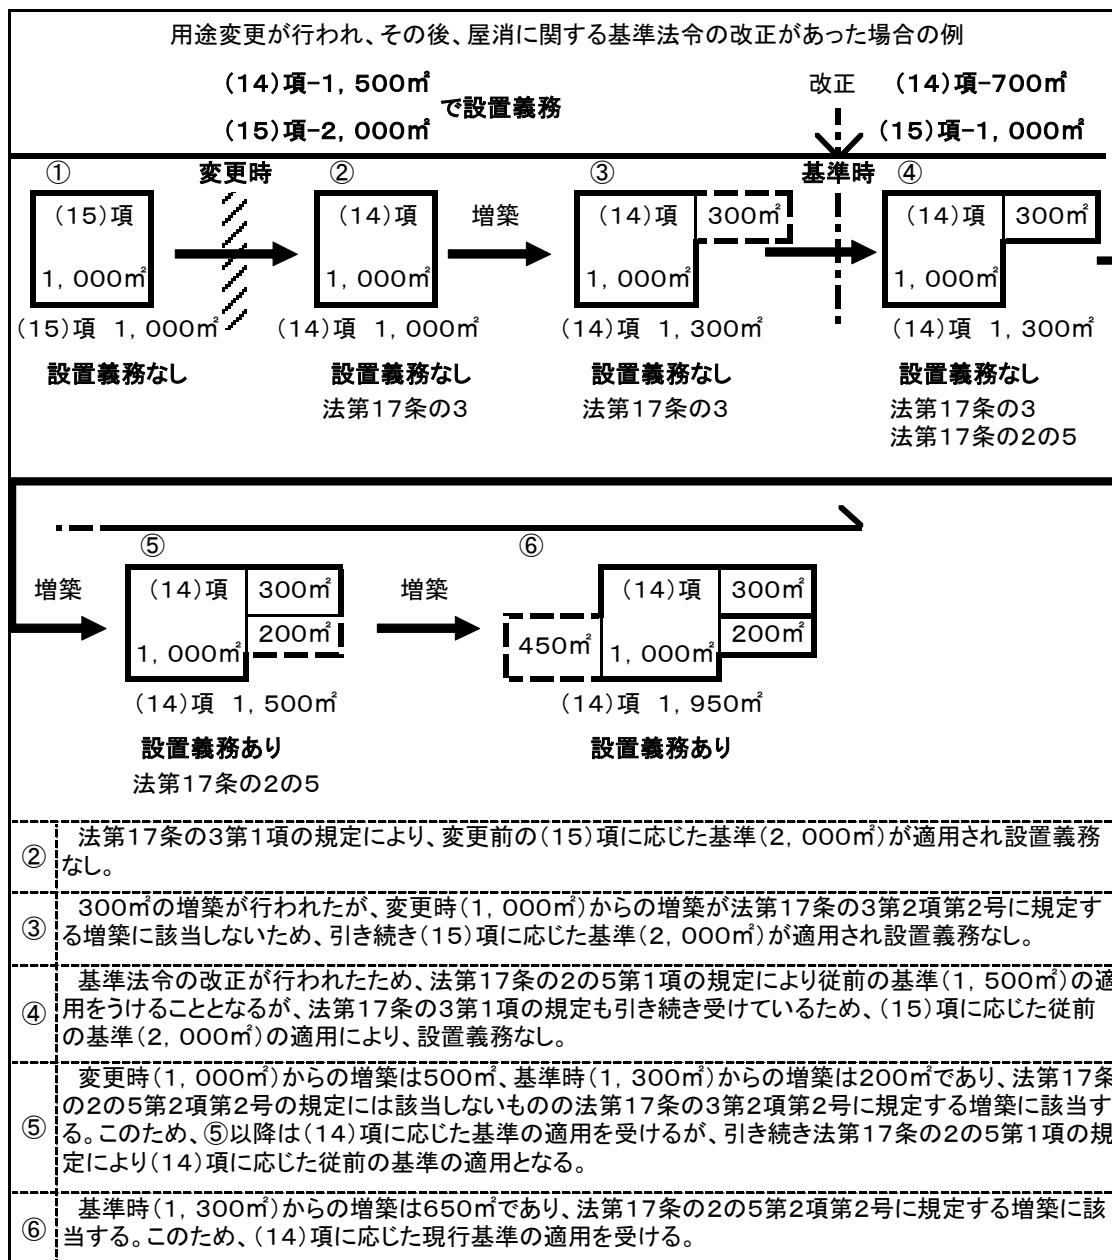 用途変更が行われ、その後、屋消に関する基準法令の改正があった場合の例
(14)項-1,500㎡
(15)項-2,000㎡
で設置義務
改正
(14)項-700㎡
(15)項-1,000㎡
① 変更時 ② ③ 基準時 ④
(15)項
1,000㎡
(14)項
1,000㎡
増築
(14)項 300㎡
1,000㎡
(14)項 300㎡
1,000㎡
(15)項 1,000㎡
(14)項 1,000㎡
(14)項 1,300㎡
(14)項 1,300㎡
設置義務なし
設置義務なし
設置義務なし
設置義務なし
法第17条の3
法第17条の3
法第17条の3
法第17条の2の5
⑤ ⑥
増築
(14)項 300㎡
200㎡
1,000㎡
増築
(14)項 300㎡
450㎡ 1,000㎡ 200㎡
(14)項 1,500㎡
(14)項 1,950㎡
設置義務あり
設置義務あり
法第17条の2の5
② 法第17条の3第1項の規定により、変更前の(15)項に応じた基準(2,000㎡)が適用され設置義務
なし。
③ 300㎡の増築が行われたが、変更時(1,000㎡)からの増築が法第17条の3第2項第2号に規定す
る増築に該当しないため、引き続き(15)項に応じた基準(2,000㎡)が適用され設置義務なし。
④ 基準法令の改正が行われたため、法第17条の2の5第1項の規定により従前の基準(1,500㎡)の適
用をうけることとなるが、法第17条の3第1項の規定も引き続き受けているため、(15)項に応じた従前
の基準(2,000㎡)の適用により、設置義務なし。
⑤ 変更時(1,000㎡)からの増築は500㎡、基準時(1,300㎡)からの増築は200㎡であり、法第17条
の2の5第2項第2号の規定には該当しないものの法第17条の3第2項第2号に規定する増築に該当す
る。このため、⑤以降は(14)項に応じた基準の適用を受けるが、引き続き法第17条の2の5第1項の規
定により(14)項に応じた従前の基準の適用となる。
⑥ 基準時(1,300㎡)からの増築は650㎡であり、法第17条の2の5第2項第2号に規定する増築に該
当する。このため、(14)項に応じた現行基準の適用を受ける。